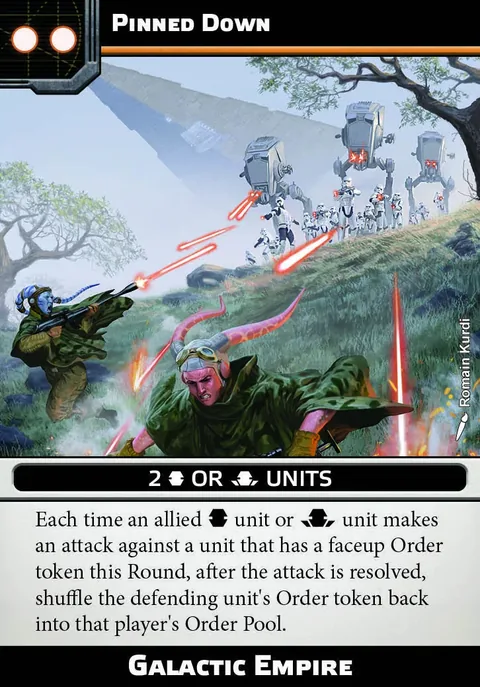 Pinned Down
Romain Kurdi
2 OR UNITS
Each time an allied unit or unit makes
an attack against a unit that has a faceup Order
token this Round, after the attack is resolved,
shuffle the defending unit's Order token back
into that player's Order Pool.
Galactic Empire